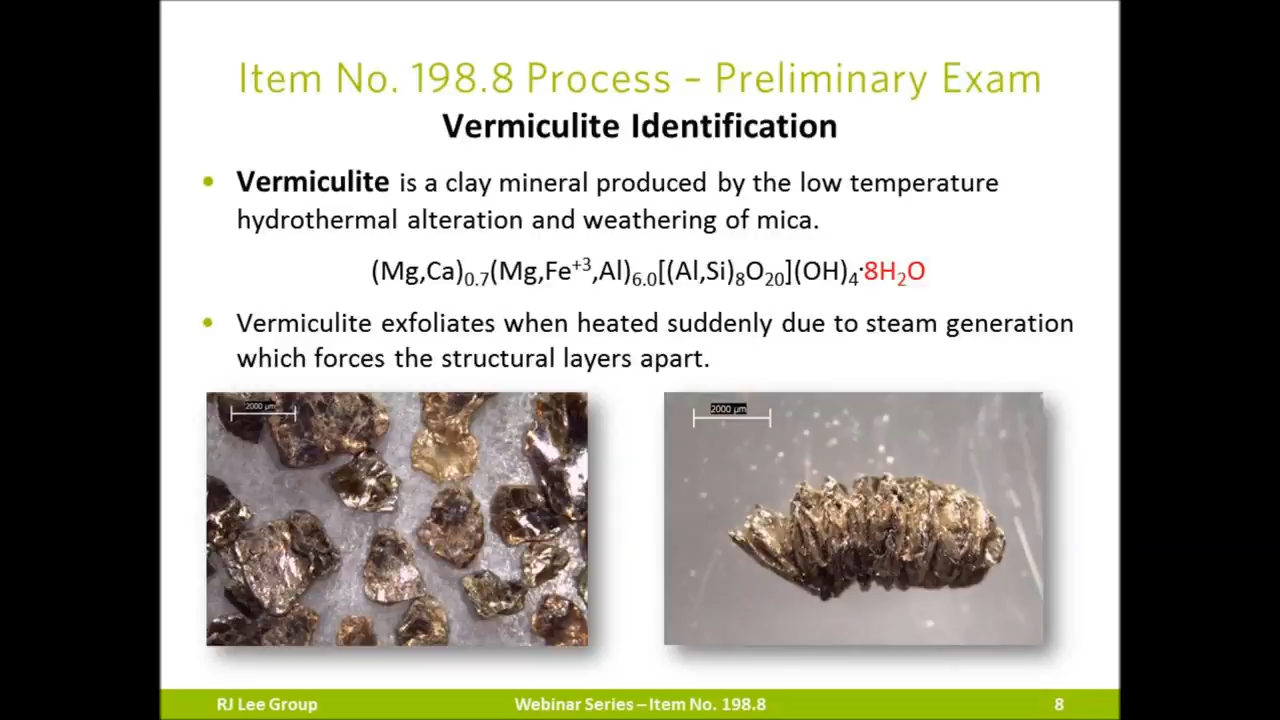 Item No. 198.8 Process – Preliminary Exam
Vermiculite Identification
• Vermiculite is a clay mineral produced by the low temperature
hydrothermal alteration and weathering of mica.
(Mg,Ca)₀.₇(Mg,Fe⁺³,Al)₆.₀[(Al,Si)₈O₂₀](OH)₄·8H₂O
• Vermiculite exfoliates when heated suddenly due to steam generation
which forces the structural layers apart.
2000 µm
2000 µm
RJ Lee Group
Webinar Series – Item No. 198.8
8